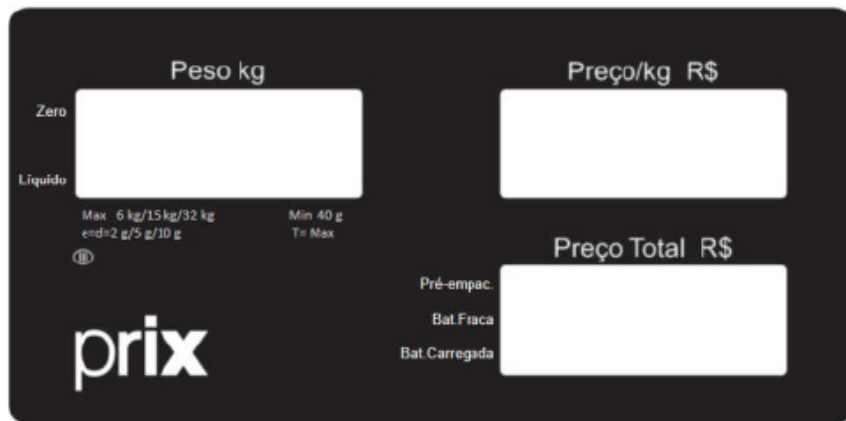 Peso kg
Preço/kg R$
Zero
Líquido
Max 6 kg/15 kg/32 kg Min 40 g
e=d=2 g/5 g/10 g T= Max
III
Preço Total R$
Pré-empac.
Bat.Fraca
Bat.Carregada
prix